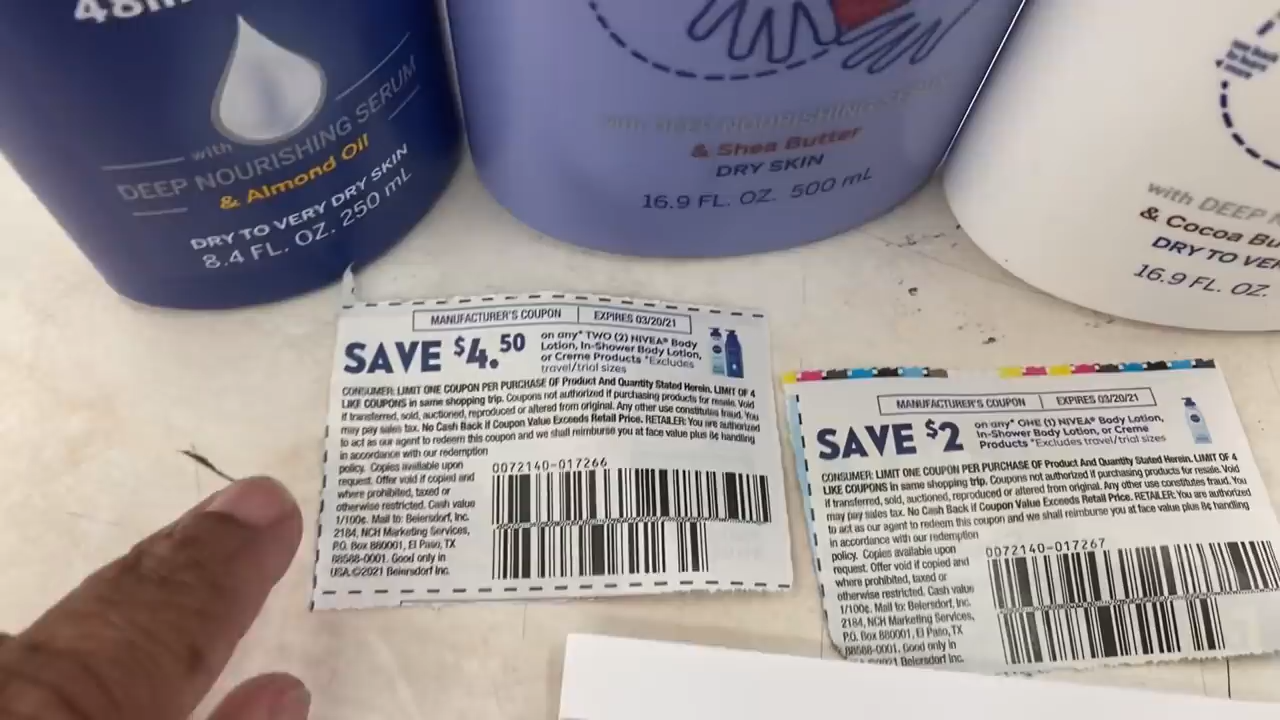 48
with
DEEP NOURISHING SERUM
& Almond Oil
DRY TO VERY DRY SKIN
8.4 FL. OZ. 250 mL
DEEP NOURISHING
& Shea Butter
DRY SKIN
16.9 FL. OZ. 500 mL
with DEEP
& Cocoa Bu
DRY TO VE
16.9 FL. OZ.
MANUFACTURER'S COUPON EXPIRES 03/20/21
SAVE $4.50
on any* TWO (2) NIVEA® Body
Lotion, In-Shower Body Lotion,
or Creme Products *Excludes
travel/trial sizes
CONSUMER: LIMIT ONE COUPON PER PURCHASE OF Product And Quantity Stated Herein. LIMIT OF 4
LIKE COUPONS in same shopping trip. Coupons not authorized if purchasing products for resale. Void
if transferred, sold, auctioned, reproduced or altered from original. Any other use constitutes fraud. You
may pay sales tax. No Cash Back if Coupon Value Exceeds Retail Price. RETAILER: You are authorized
to act as our agent to redeem this coupon and we shall reimburse you at face value plus 8¢ handling
in accordance with our redemption
policy. Copies available upon
request. Offer void if copied and
where prohibited, taxed or
otherwise restricted. Cash value
1/100¢. Mail to: Beiersdorf, Inc.
2184, NCH Marketing Services,
P.O. Box 880001, El Paso, TX
88588-0001. Good only in
USA.©2021 Beiersdorf Inc.
0072140-017266
MANUFACTURER'S COUPON EXPIRES 03/20/21
SAVE $2
on any* ONE (1) NIVEA® Body Lotion,
In-Shower Body Lotion, or Creme
Products *Excludes travel/trial sizes
CONSUMER: LIMIT ONE COUPON PER PURCHASE OF Product And Quantity Stated Herein. LIMIT OF 4
LIKE COUPONS in same shopping trip. Coupons not authorized if purchasing products for resale. Void
if transferred, sold, auctioned, reproduced or altered from original. Any other use constitutes fraud. You
may pay sales tax. No Cash Back if Coupon Value Exceeds Retail Price. RETAILER: You are authorized
to act as our agent to redeem this coupon and we shall reimburse you at face value plus 8¢ handling
in accordance with our redemption
policy. Copies available upon
request. Offer void if copied and
where prohibited, taxed or
otherwise restricted. Cash value
1/100¢. Mail to: Beiersdorf, Inc.
2184, NCH Marketing Services,
P.O. Box 880001, El Paso, TX
88588-0001. Good only in
2021 Beiersdorf Inc.
0072140-017267